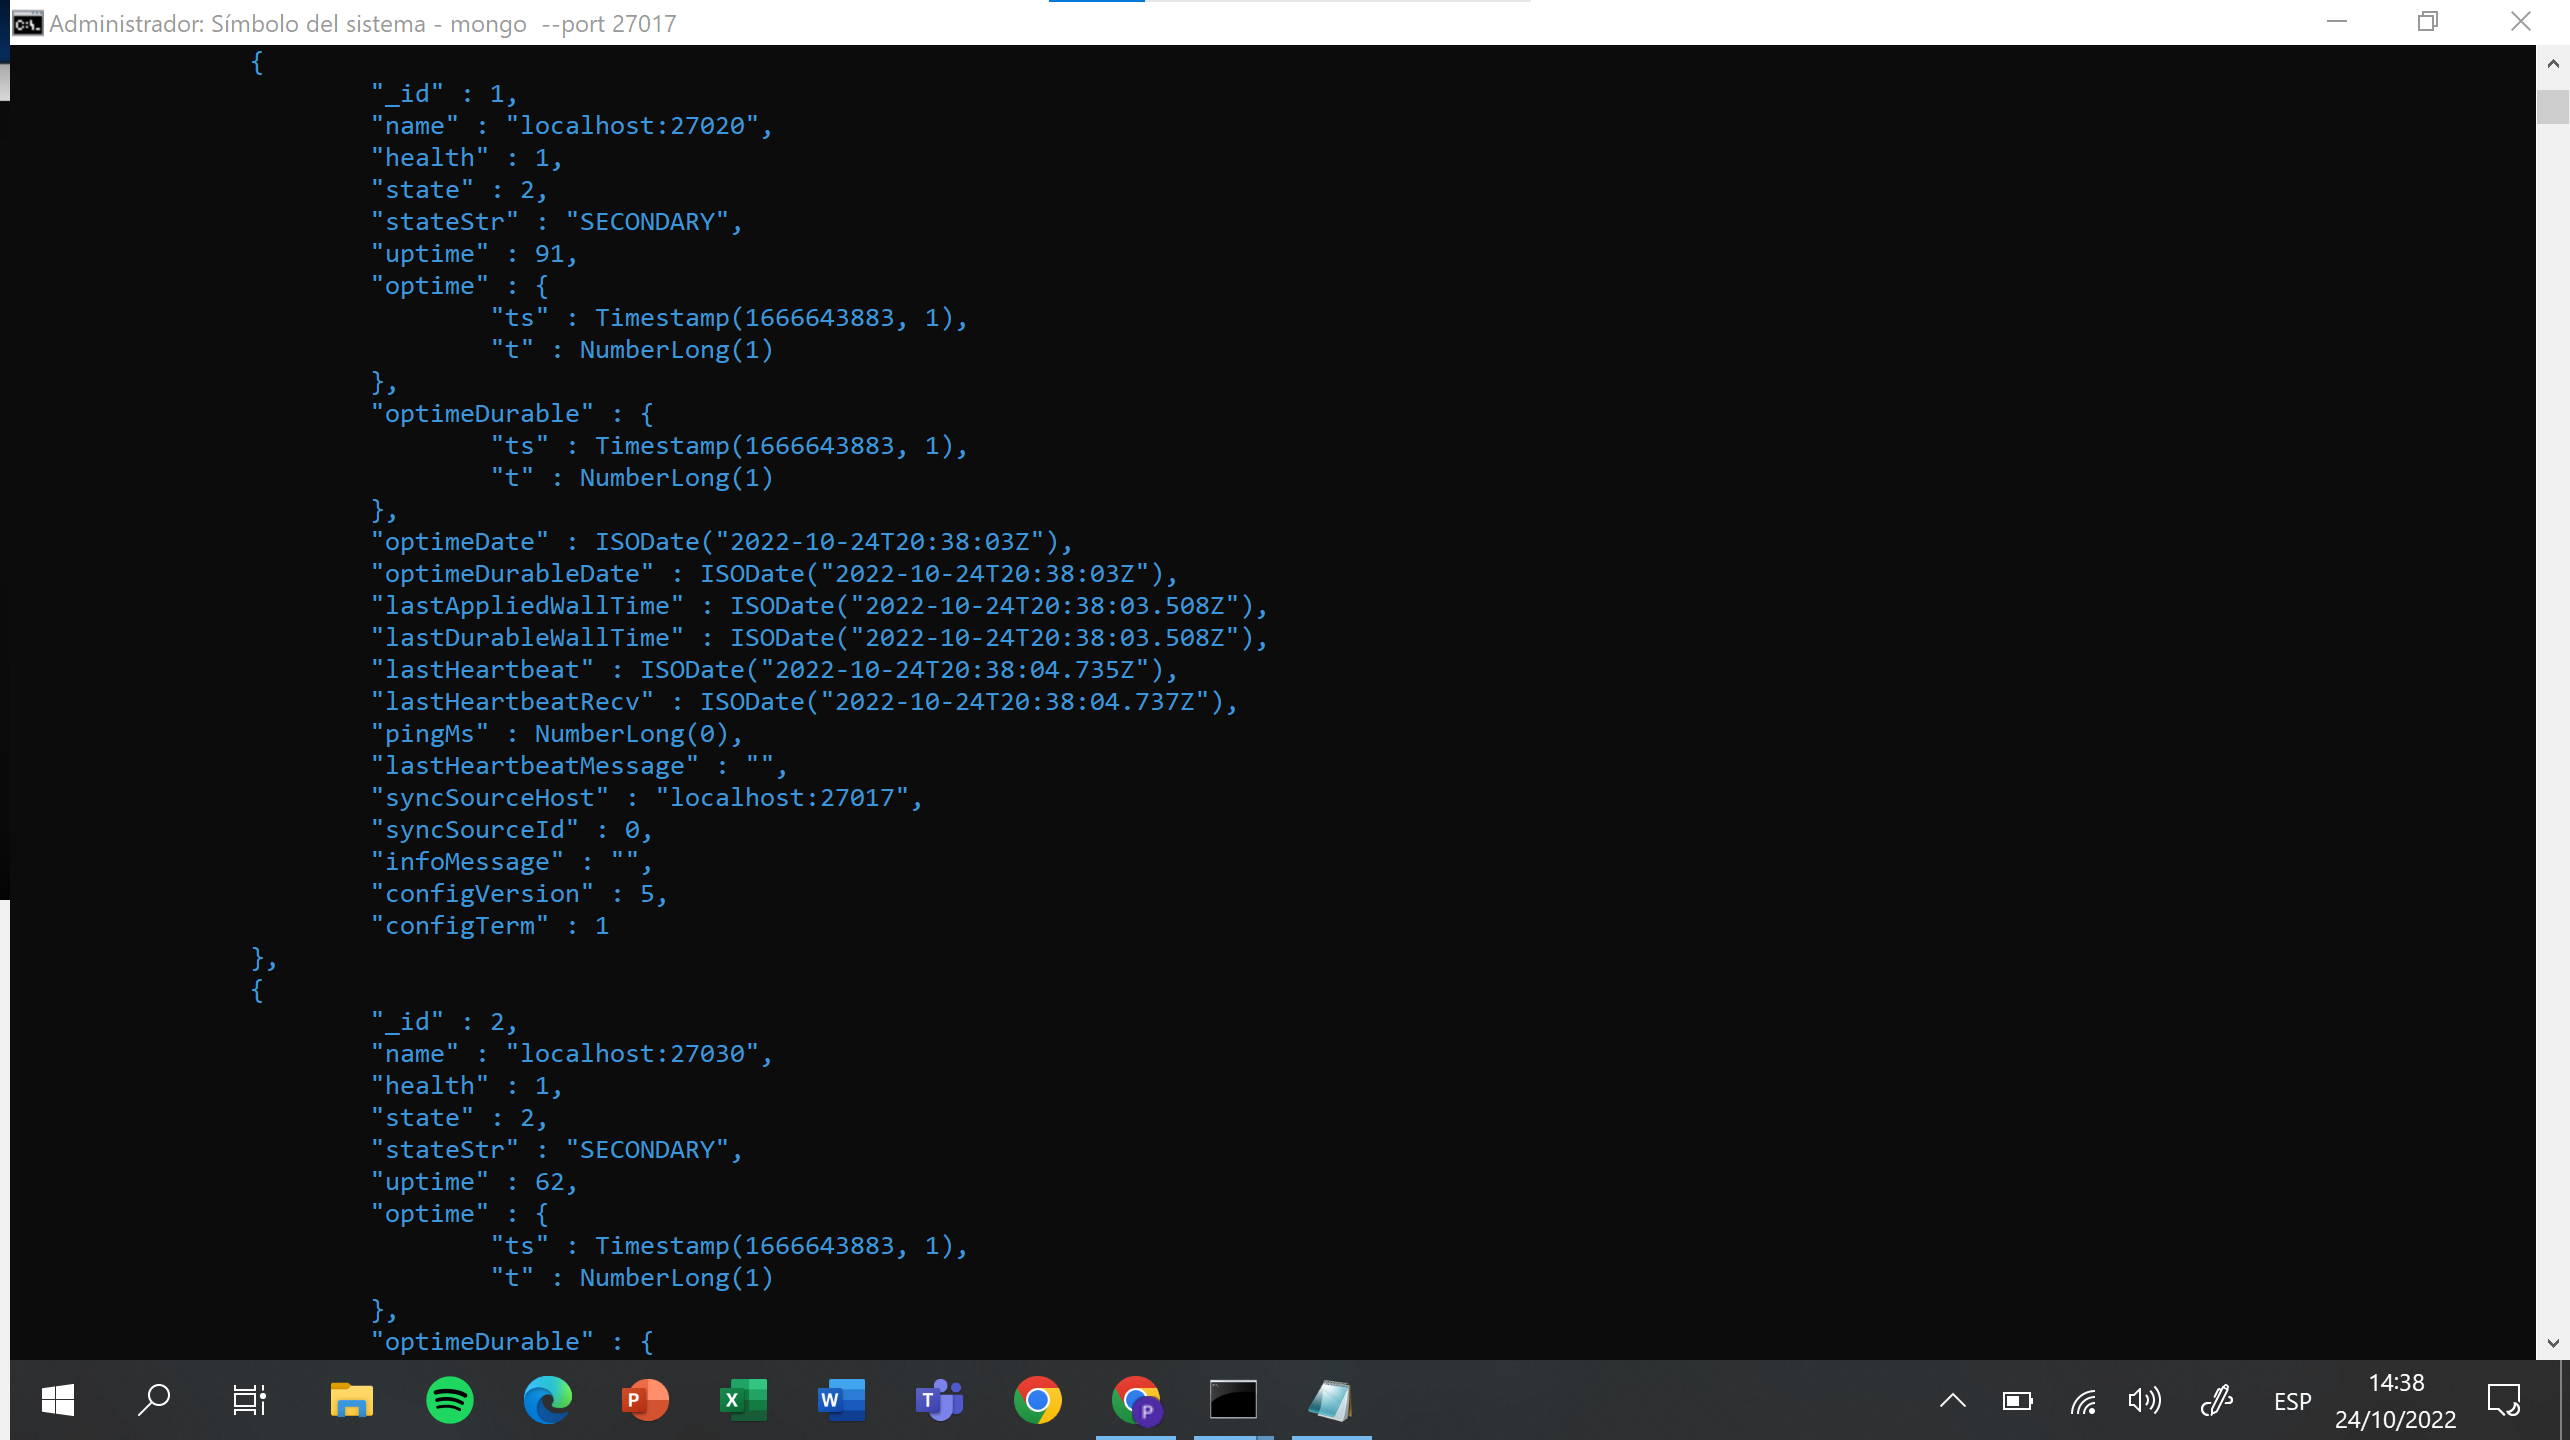 Administrador: Símbolo del sistema - mongo  --port 27017
{
"_id" : 1,
"name" : "localhost:27020",
"health" : 1,
"state" : 2,
"stateStr" : "SECONDARY",
"uptime" : 91,
"optime" : {
"ts" : Timestamp(1666643883, 1),
"t" : NumberLong(1)
},
"optimeDurable" : {
"ts" : Timestamp(1666643883, 1),
"t" : NumberLong(1)
},
"optimeDate" : ISODate("2022-10-24T20:38:03Z"),
"optimeDurableDate" : ISODate("2022-10-24T20:38:03Z"),
"lastAppliedWallTime" : ISODate("2022-10-24T20:38:03.508Z"),
"lastDurableWallTime" : ISODate("2022-10-24T20:38:03.508Z"),
"lastHeartbeat" : ISODate("2022-10-24T20:38:04.735Z"),
"lastHeartbeatRecv" : ISODate("2022-10-24T20:38:04.737Z"),
"pingMs" : NumberLong(0),
"lastHeartbeatMessage" : "",
"syncSourceHost" : "localhost:27017",
"syncSourceId" : 0,
"infoMessage" : "",
"configVersion" : 5,
"configTerm" : 1
},
{
"_id" : 2,
"name" : "localhost:27030",
"health" : 1,
"state" : 2,
"stateStr" : "SECONDARY",
"uptime" : 62,
"optime" : {
"ts" : Timestamp(1666643883, 1),
"t" : NumberLong(1)
},
"optimeDurable" : {
ESP
14:38
24/10/2022